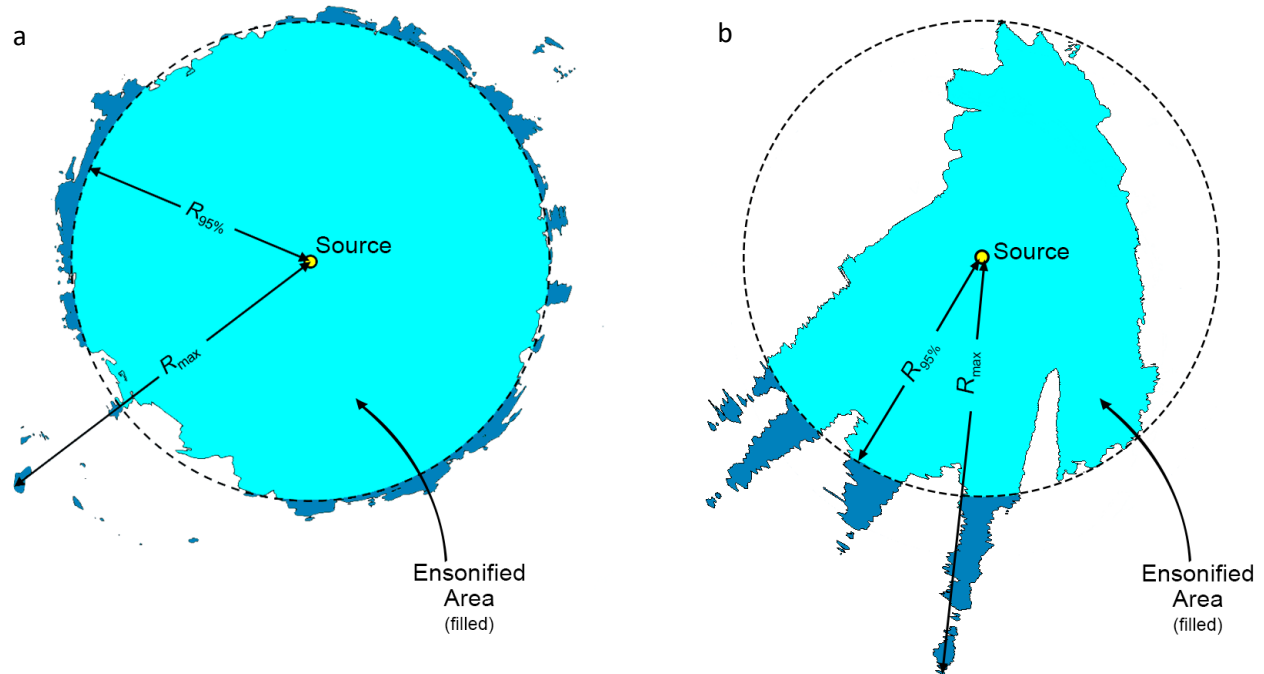 a
R95%
Source
Rmax
Ensonified
Area
(filled)
b
Source
R95%
Rmax
Ensonified
Area
(filled)